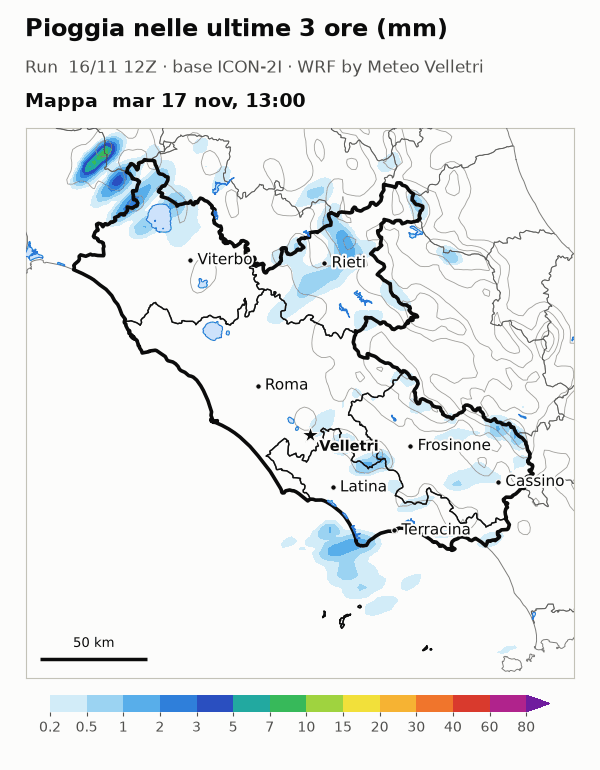 Pioggia nelle ultime 3 ore (mm)
Run  16/11 12Z · base ICON-2I · WRF by Meteo Velletri
Mappa  mar 17 nov, 13:00
Viterbo
Rieti
Roma
Velletri
Frosinone
Latina
Cassino
Terracina
50 km
0.2 0.5 1 2 3 5 7 10 15 20 30 40 60 80